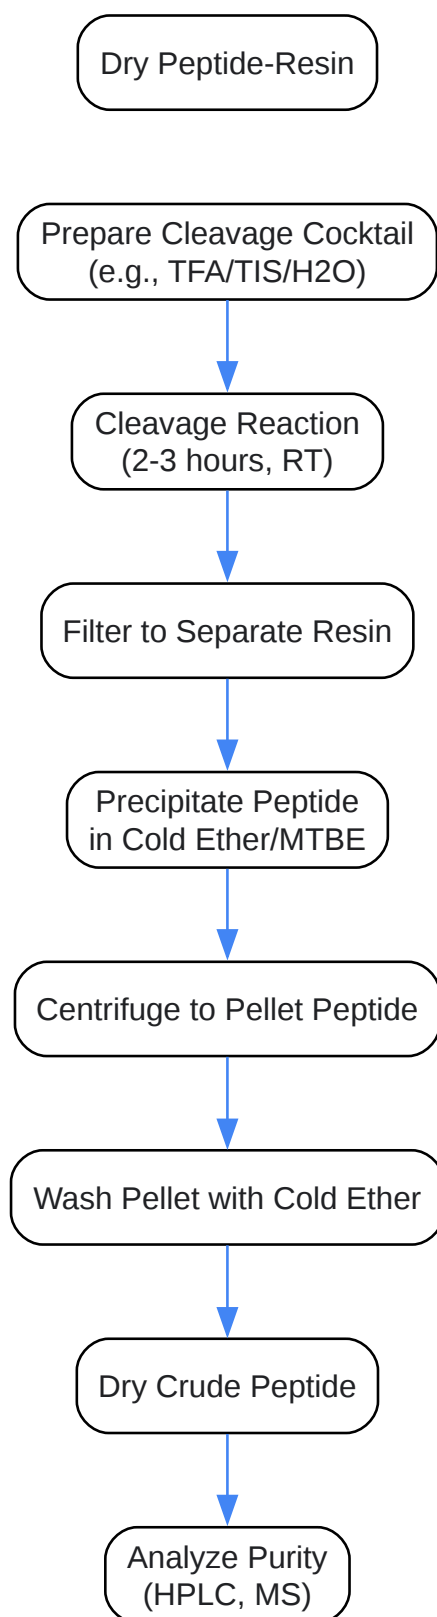 Dry Peptide-Resin
Prepare Cleavage Cocktail
(e.g., TFA/TIS/H2O)
Cleavage Reaction
(2-3 hours, RT)
Filter to Separate Resin
Precipitate Peptide
in Cold Ether/MTBE
Centrifuge to Pellet Peptide
Wash Pellet with Cold Ether
Dry Crude Peptide
Analyze Purity
(HPLC, MS)